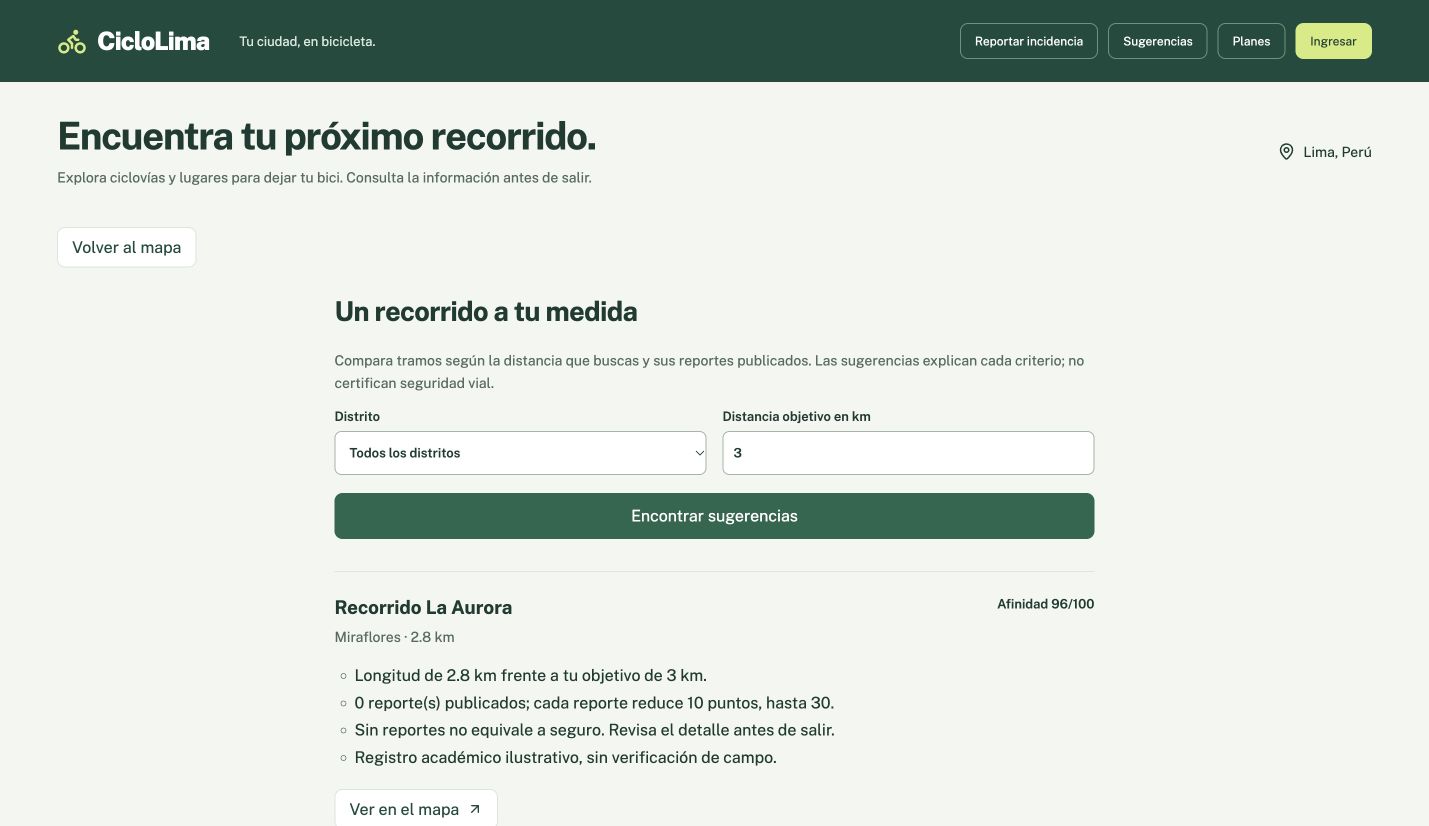 CicloLima
Tu ciudad, en bicicleta.
Reportar incidencia
Sugerencias
Planes
Ingresar
Encuentra tu próximo recorrido.
Explora ciclovías y lugares para dejar tu bici. Consulta la información antes de salir.
Lima, Perú
Volver al mapa
Un recorrido a tu medida
Compara tramos según la distancia que buscas y sus reportes publicados. Las sugerencias explican cada criterio; no
certifican seguridad vial.
Distrito
Distancia objetivo en km
Todos los distritos
3
Encontrar sugerencias
Recorrido La Aurora
Afinidad 96/100
Miraflores · 2.8 km
Longitud de 2.8 km frente a tu objetivo de 3 km.
0 reporte(s) publicados; cada reporte reduce 10 puntos, hasta 30.
Sin reportes no equivale a seguro. Revisa el detalle antes de salir.
Registro académico ilustrativo, sin verificación de campo.
Ver en el mapa